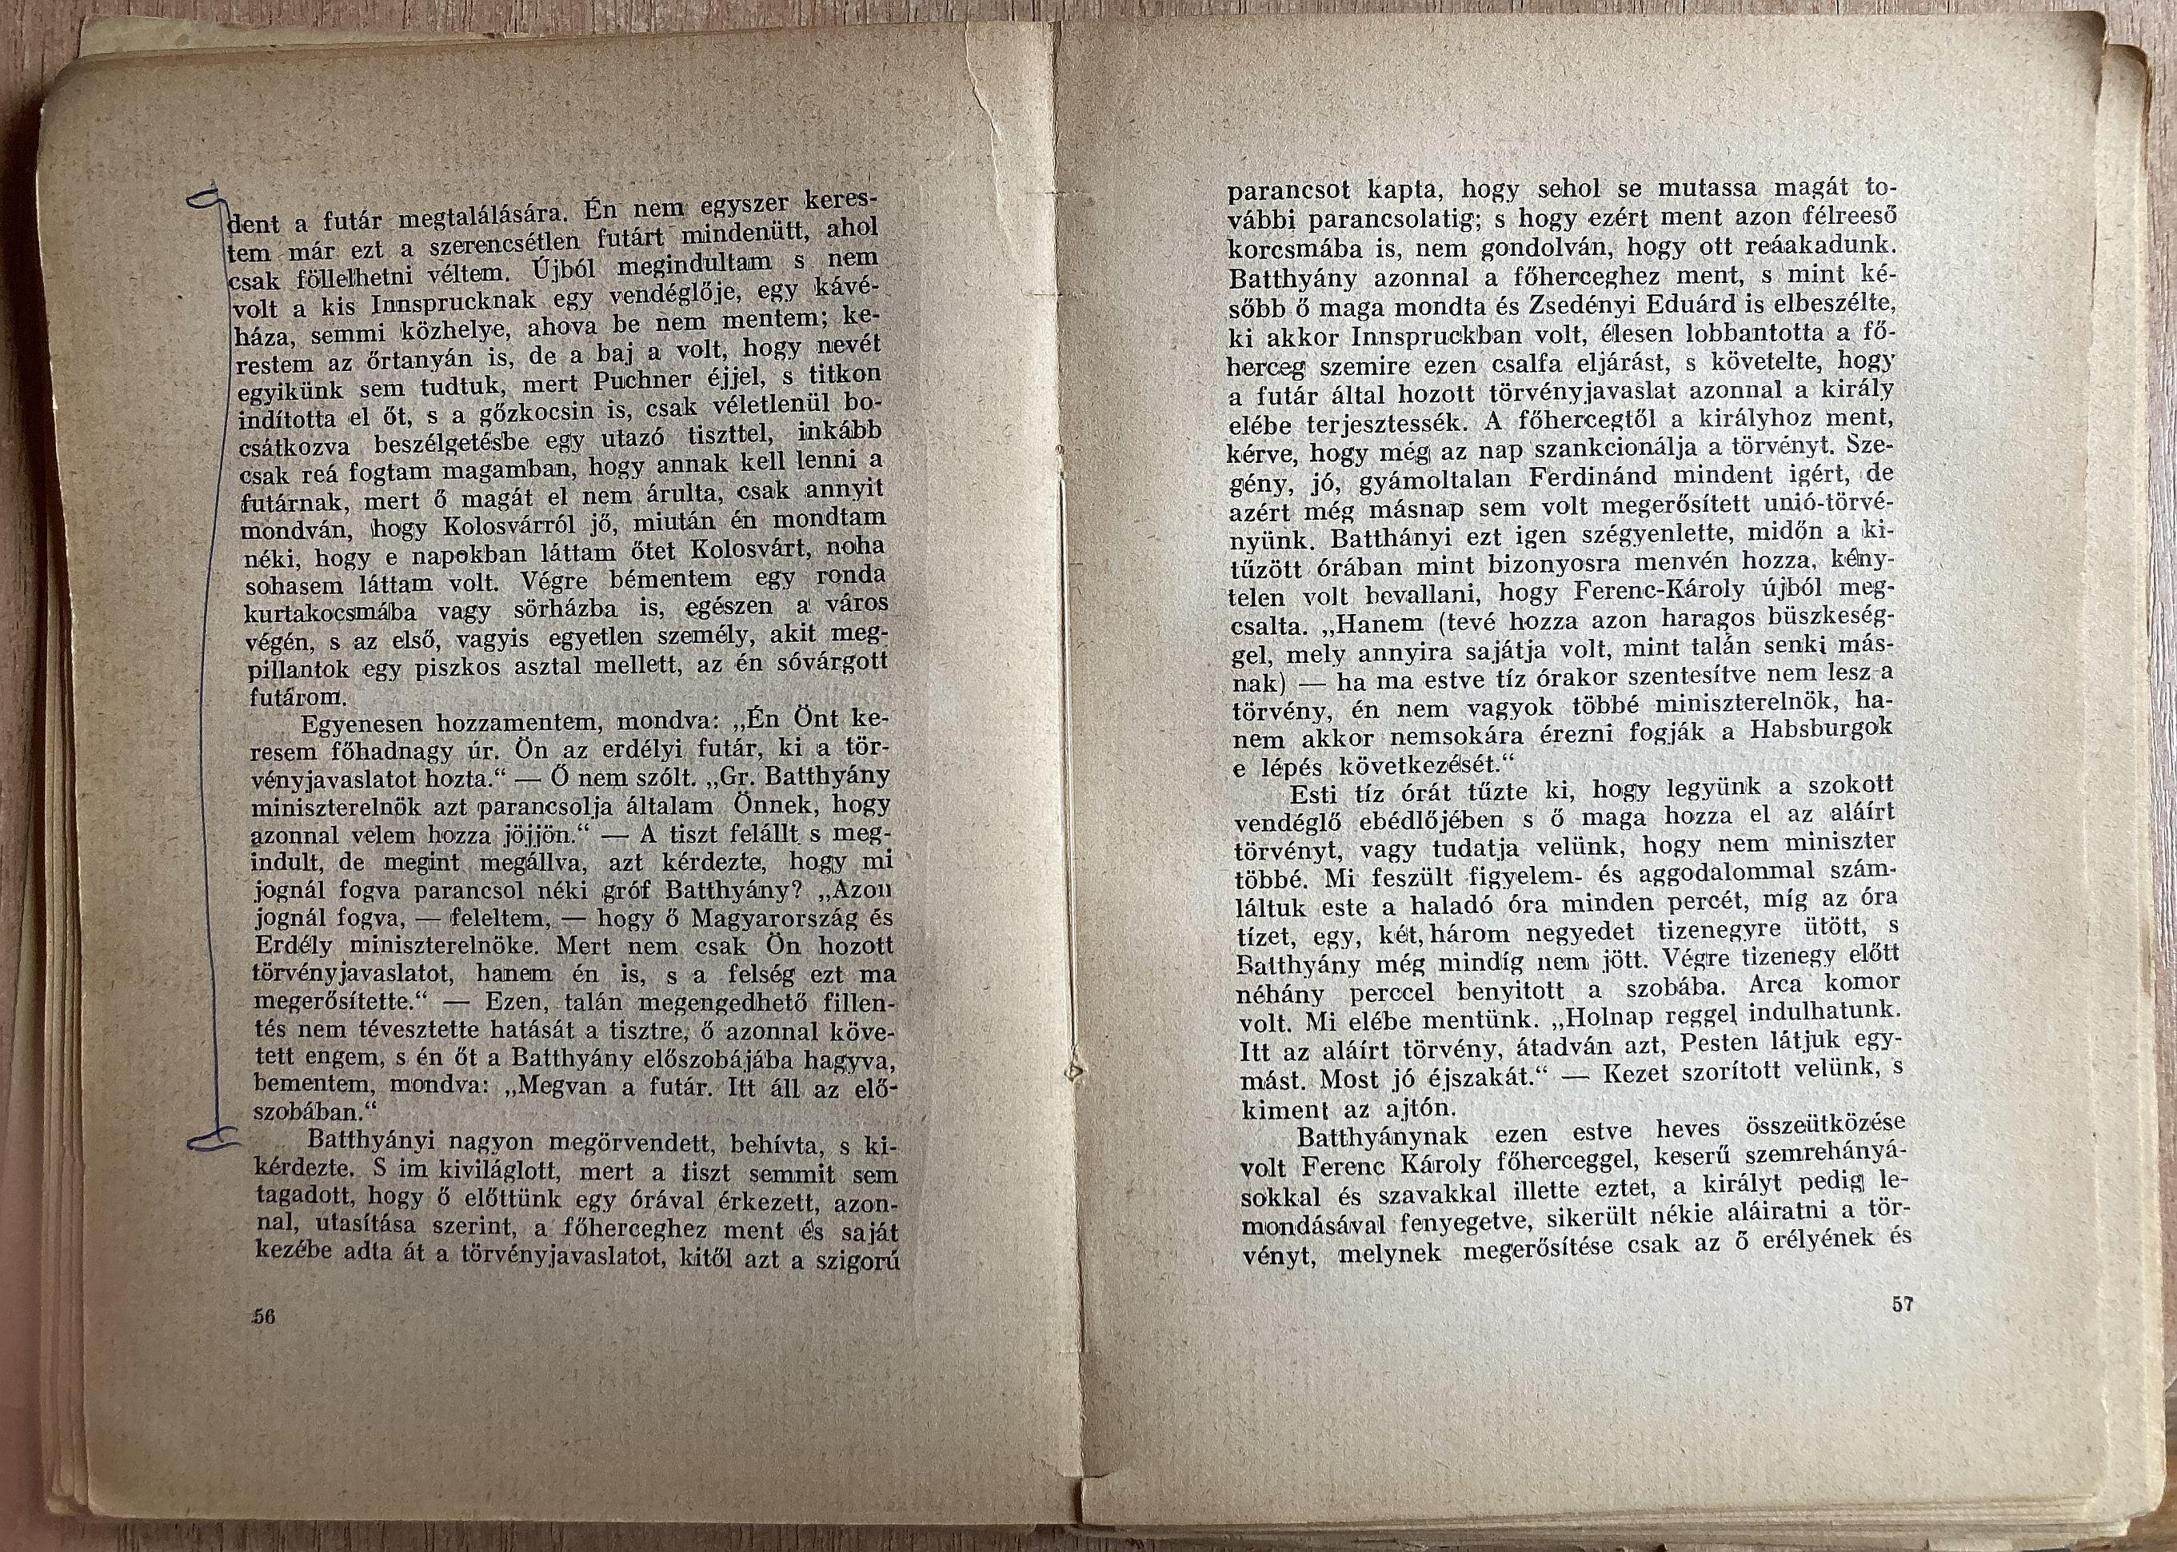 dent a futár megtalálására. Én nem egyszer keres-
tem már ezt a szerencsétlen futárt mindenütt, ahol
csak föllelhetni véltem. Újból megindultam s nem
volt a kis Innsprucknak egy vendéglője, egy kávé-
háza, semmi közhelye, ahova be nem mentem; ke-
restem az őrtanyán is, de a baj a volt, hogy nevét
egyikünk sem tudtuk, mert Puchner éjjel, s titkon
indította el őt, s a gőzkocsin is, csak véletlenül bo-
csátkozva beszélgetésbe egy utazó tiszttel, inkább
csak reá fogtam magamban, hogy annak kell lenni a
futárnak, mert ő magát el nem árulta, csak annyit
mondván, hogy Kolosvárról jő, miután én mondtam
néki, hogy e napokban láttam őtet Kolosvárt, noha
sohasem láttam volt. Végre bémentem egy ronda
kurtakocsmába vagy sörházba is, egészen a város
végén, s az első, vagyis egyetlen személy, akit meg-
pillantok egy piszkos asztal mellett, az én sóvárgott
futárom.
Egyenesen hozzamentem, mondva: „Én Önt ke-
resem főhadnagy úr. Ön az erdélyi futár, ki a tör-
vényjavaslatot hozta.“ — Ő nem szólt. „Gr. Batthyány
miniszterelnök azt parancsolja általam Önnek, hogy
azonnal velem hozza jöjjön.“ — A tiszt felállt s meg-
indult, de megint megállva, azt kérdezte, hogy mi
jognál fogva parancsol néki gróf Batthyány? „Azon
jognál fogva, — feleltem, — hogy ő Magyarország és
Erdély miniszterelnöke. Mert nem csak Ön hozott
törvényjavaslatot, hanem én is, s a felség ezt ma
megerősítette.“ — Ezen, talán megengedhető fillen-
tés nem tévesztette hatását a tisztre, ő azonnal köve-
tett engem, s én őt a Batthyány előszobájába hagyva,
bementem, mondva: „Megvan a futár. Itt áll az elő-
szobában.“
Batthyányi nagyon megörvendett, behívta, s ki-
kérdezte. S im kiviláglott, mert a tiszt semmit sem
tagadott, hogy ő előttünk egy órával érkezett, azon-
nal, utasítása szerint, a főherceghez ment és saját
kezébe adta át a törvényjavaslatot, kitől azt a szigorú
56
parancsot kapta, hogy sehol se mutassa magát to-
vábbi parancsolatig; s hogy ezért ment azon félreeső
korcsmába is, nem gondolván, hogy ott reáakadunk.
Batthyány azonnal a főherceghez ment, s mint ké-
sőbb ő maga mondta és Zsedényi Eduárd is elbeszélte,
ki akkor Innspruckban volt, élesen lobbantotta a fő-
herceg szemire ezen csalfa eljárást, s követelte, hogy
a futár által hozott törvényjavaslat azonnal a király
elébe terjesztessék. A főhercegtől a királyhoz ment,
kérve, hogy még az nap szankcionálja a törvényt. Sze-
gény, jó, gyámoltalan Ferdinánd mindent igért, de
azért még másnap sem volt megerősített unió-törvé-
nyünk. Batthányi ezt igen szégyenlette, midőn a ki-
tűzött órában mint bizonyosra menvén hozza, kény-
telen volt bevallani, hogy Ferenc-Károly újból meg-
csalta. „Hanem (tevé hozza azon haragos büszkeség-
gel, mely annyira sajátja volt, mint talán senki más-
nak) — ha ma estve tíz órakor szentesítve nem lesz a
törvény, én nem vagyok többé miniszterelnök, ha-
nem akkor nemsokára érezni fogják a Habsburgok
e lépés következését.“
Esti tíz órát tűzte ki, hogy legyünk a szokott
vendéglő ebédlőjében s ő maga hozza el az aláírt
törvényt, vagy tudatja velünk, hogy nem miniszter
többé. Mi feszült figyelem- és aggodalommal szám-
láltuk este a haladó óra minden percét, míg az óra
tízet, egy, két, három negyedet tizenegyre ütött, s
Batthyány még mindíg nem jött. Végre tizenegy előtt
néhány perccel benyitott a szobába. Arca komor
volt. Mi elébe mentünk. „Holnap reggel indulhatunk.
Itt az aláírt törvény, átadván azt, Pesten látjuk egy-
mást. Most jó éjszakát.“ — Kezet szorított velünk, s
kiment az ajtón.
Batthyánynak ezen estve heves összeütközése
volt Ferenc Károly főherceggel, keserű szemrehányá-
sokkal és szavakkal illette eztet, a királyt pedig le-
mondásával fenyegetve, sikerült nékie aláiratni a tör-
vényt, melynek megerősítése csak az ő erélyének és
57